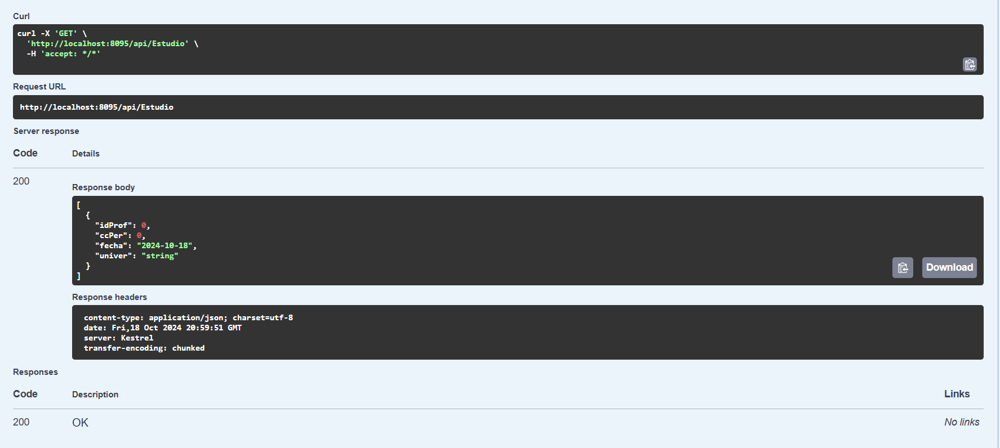 Curl
curl -X 'GET' \
  'http://localhost:8095/api/Estudio' \
  -H 'accept: */*'
Request URL
http://localhost:8095/api/Estudio
Server response
Code Details
200
Response body
[
  {
    "idProf": 0,
    "ccPer": 0,
    "fecha": "2024-10-18",
    "univer": "string"
  }
]
Download
Response headers
content-type: application/json; charset=utf-8
date: Fri,18 Oct 2024 20:59:51 GMT
server: Kestrel
transfer-encoding: chunked
Responses
Code Description Links
200 OK No links